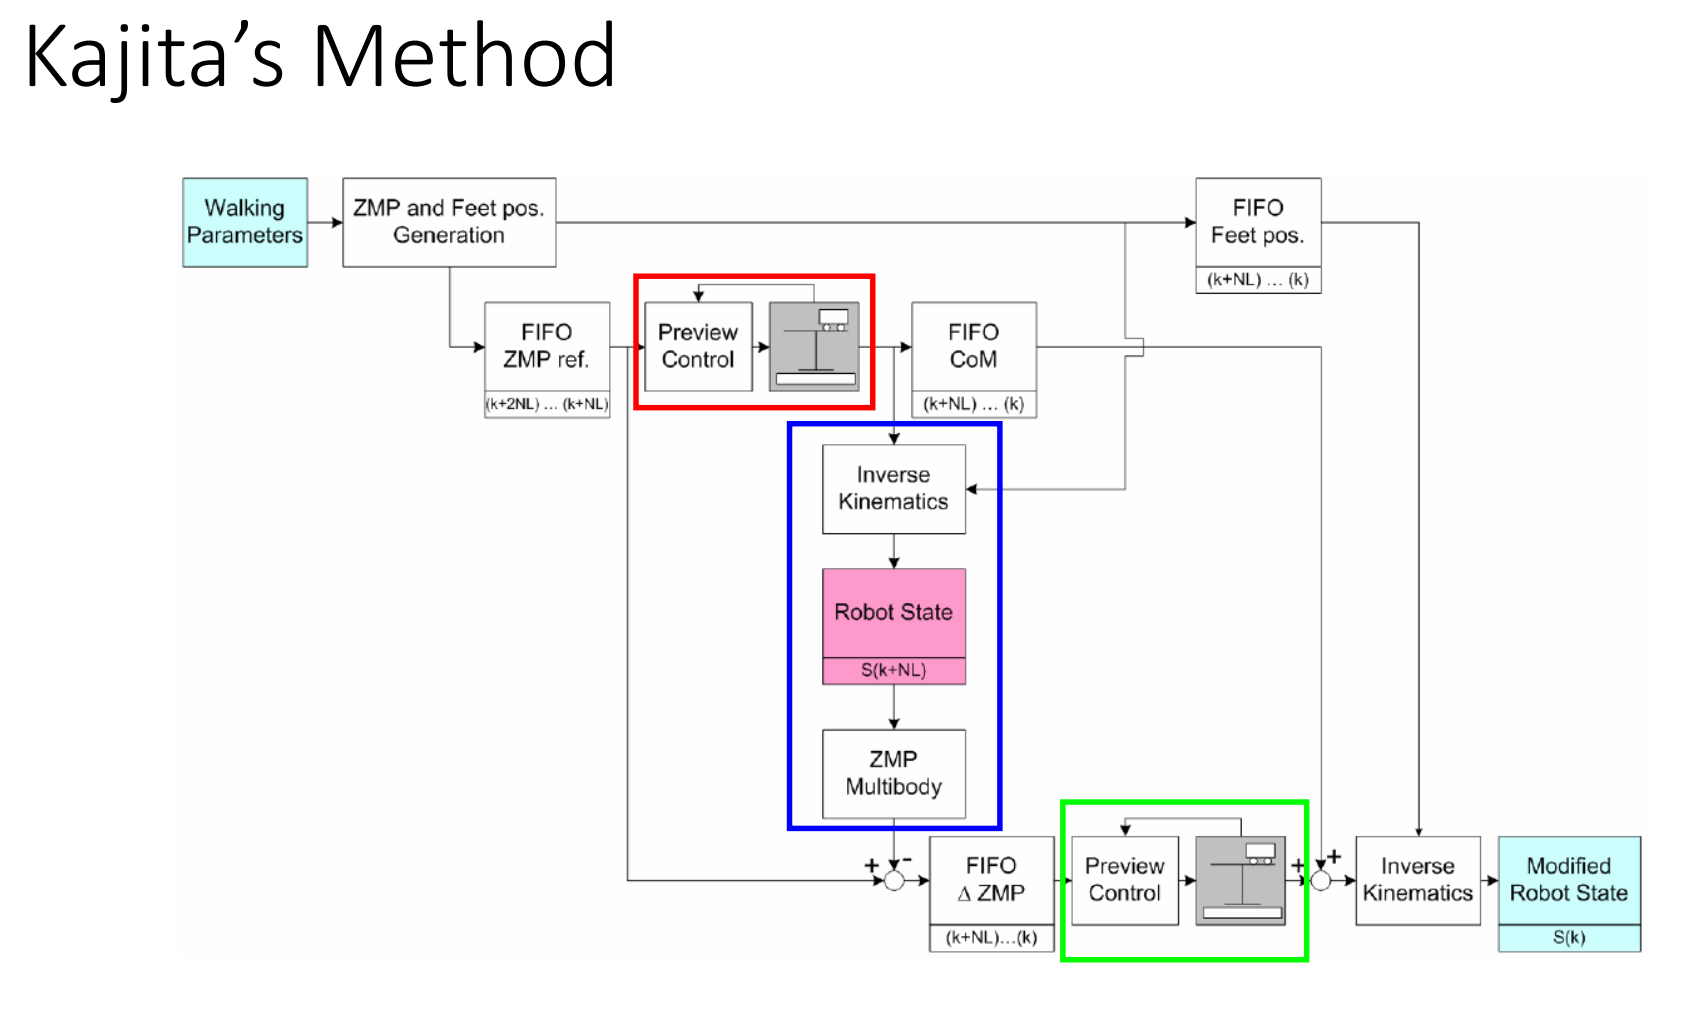 Kajita’s Method
Walking
Parameters
ZMP and Feet pos.
Generation
FIFO
Feet pos.
(k+NL) ... (k)
FIFO
ZMP ref.
(k+2NL) ... (k+NL)
Preview
Control
FIFO
CoM
(k+NL) ... (k)
Inverse
Kinematics
Robot State
S(k+NL)
ZMP
Multibody
+
-
FIFO
Δ ZMP
(k+NL)...(k)
Preview
Control
+
+
Inverse
Kinematics
Modified
Robot State
S(k)